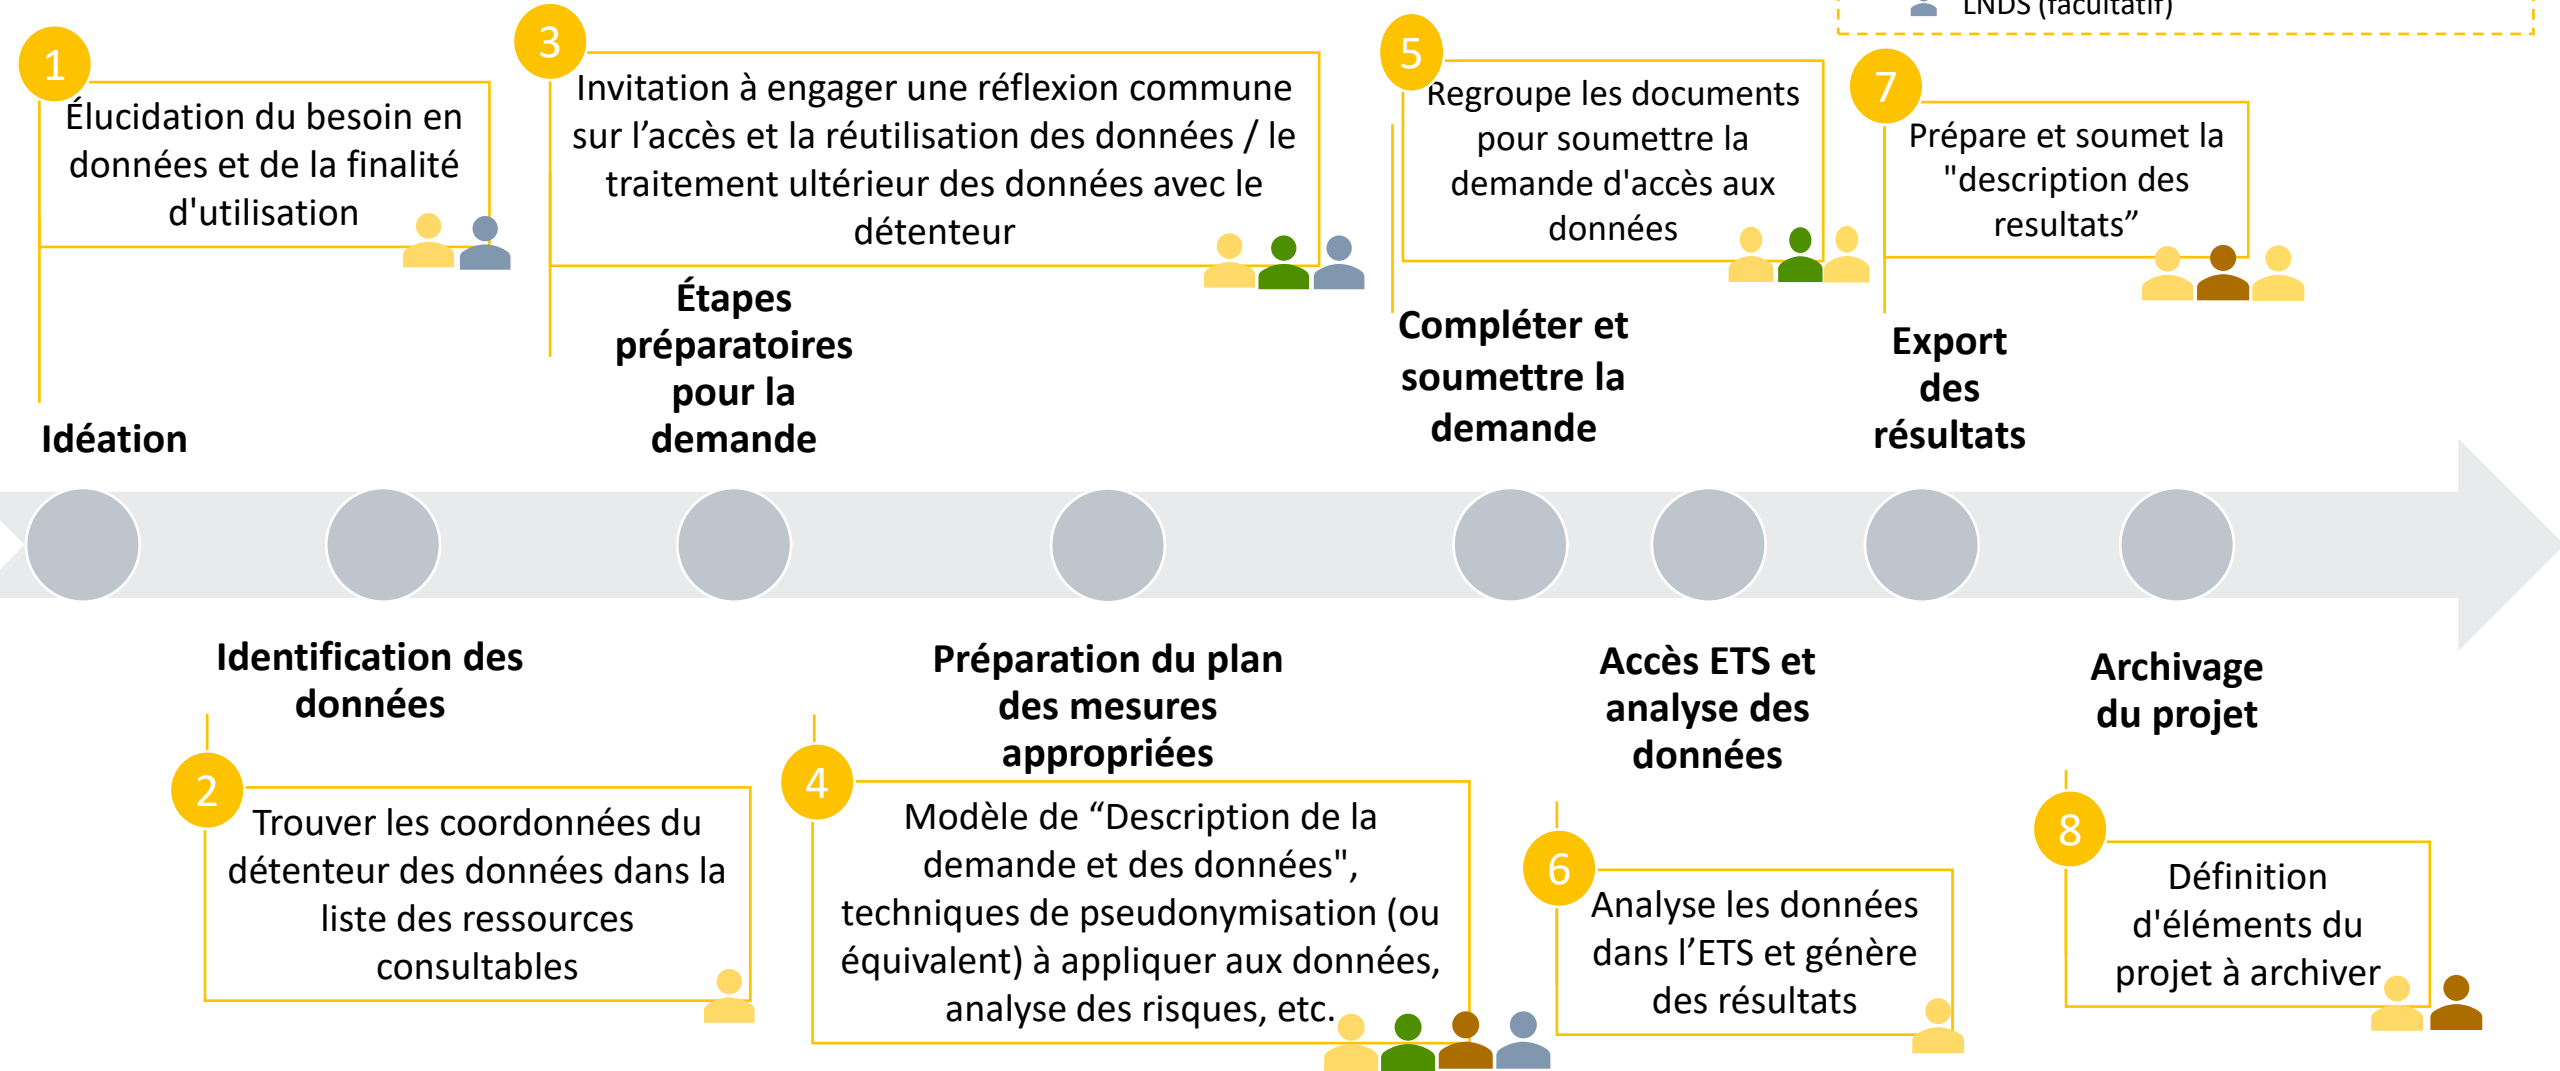 LNDS (facultatif)
1
Élucidation du besoin en
données et de la finalité
d'utilisation
Idéation
3
Invitation à engager une réflexion commune
sur l’accès et la réutilisation des données / le
traitement ultérieur des données avec le
détenteur
Étapes
préparatoires
pour la
demande
5
Regroupe les documents
pour soumettre la
demande d'accès aux
données
Compléter et
soumettre la
demande
7
Prépare et soumet la
"description des
resultats”
Export
des
résultats
Identification des
données
2
Trouver les coordonnées du
détenteur des données dans la
liste des ressources
consultables
Préparation du plan
des mesures
appropriées
4
Modèle de “Description de la
demande et des données",
techniques de pseudonymisation (ou
équivalent) à appliquer aux données,
analyse des risques, etc.
Accès ETS et
analyse des
données
6
Analyse les données
dans l’ETS et génère
des résultats
Archivage
du projet
8
Définition
d'éléments du
projet à archiver